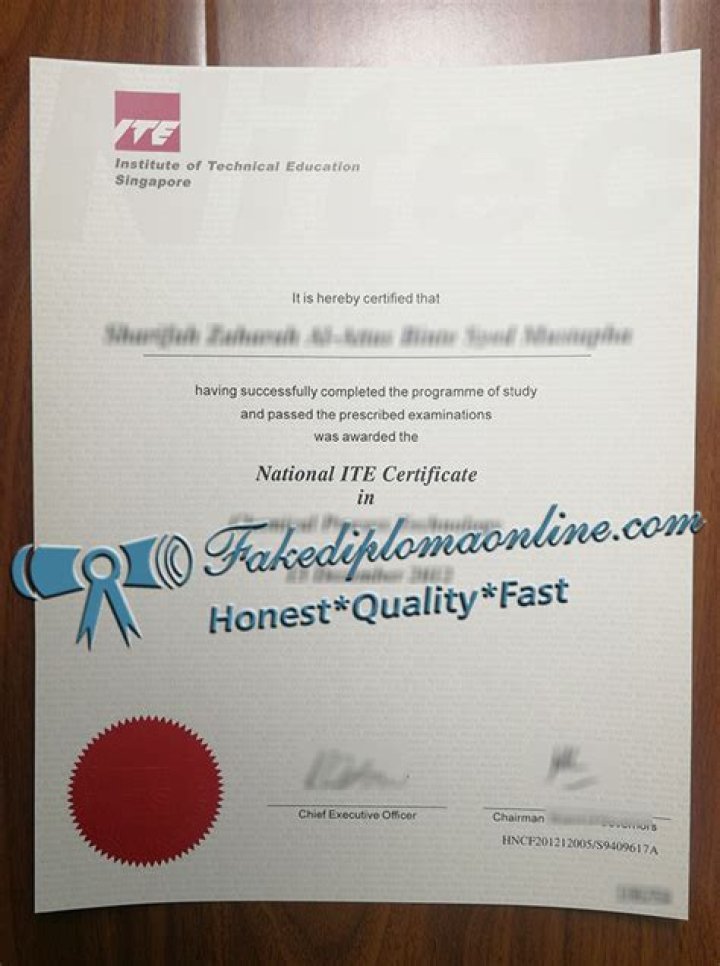 ITE
Institute of Technical Education
Singapore
It is hereby certified that
having successfully completed the programme of study
and passed the prescribed examinations
was awarded the
National ITE Certificate
in
Fakediplomaonline.com
Honest*Quality*Fast
Chief Executive Officer
Chairman
HNCF201212005/S9409617A